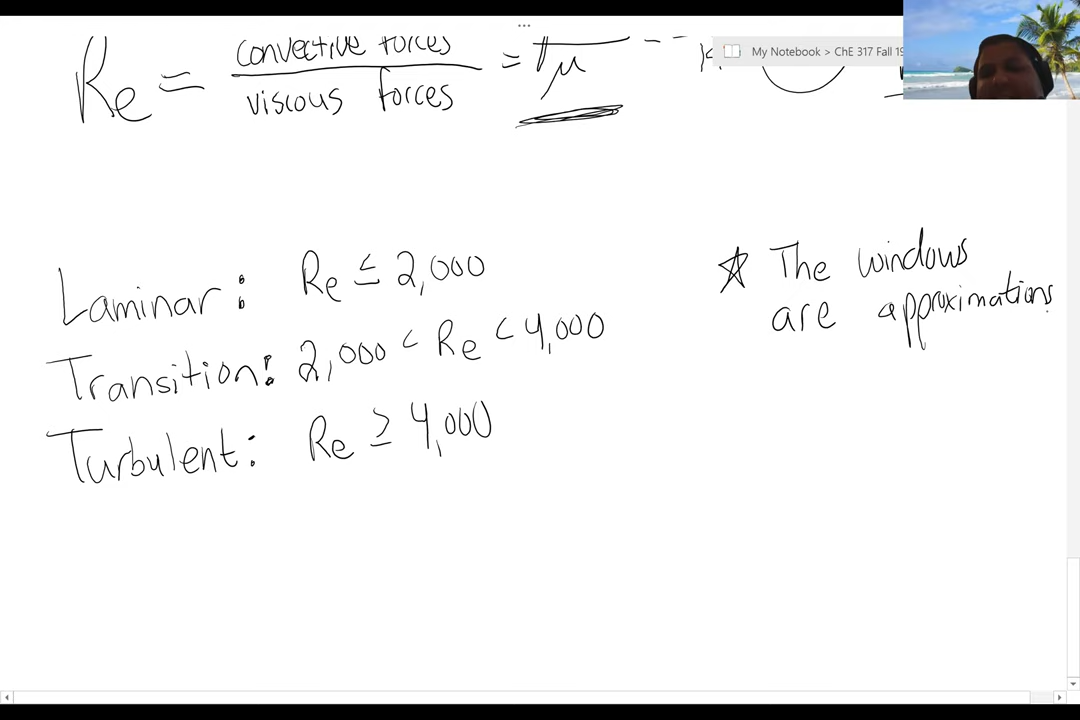 convective forces
Re = ――― = ― μ
viscous forces
My Notebook > ChE 317 Fall 19
Laminar: Re ≤ 2,000
Transition: 2,000 < Re < 4,000
Turbulent: Re ≥ 4,000
☆ The windows
are approximations.